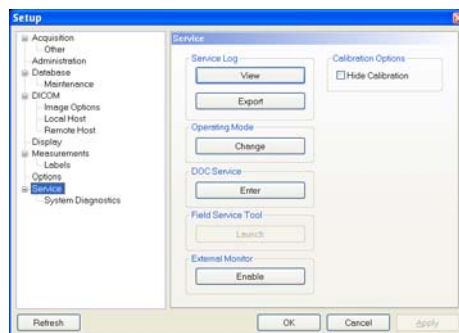 Setup
Acquisition
Other
Administration
Database
Maintenance
DICOM
Image Options
Local Host
Remote Host
Display
Measurements
Labels
Options
Service
System Diagnostics
Service
Service Log
View
Export
Operating Mode
Change
DOC Service
Enter
Field Service Tool
Launch
External Monitor
Enable
Calibration Options
Hide Calibration
Refresh
OK
Cancel
Apply